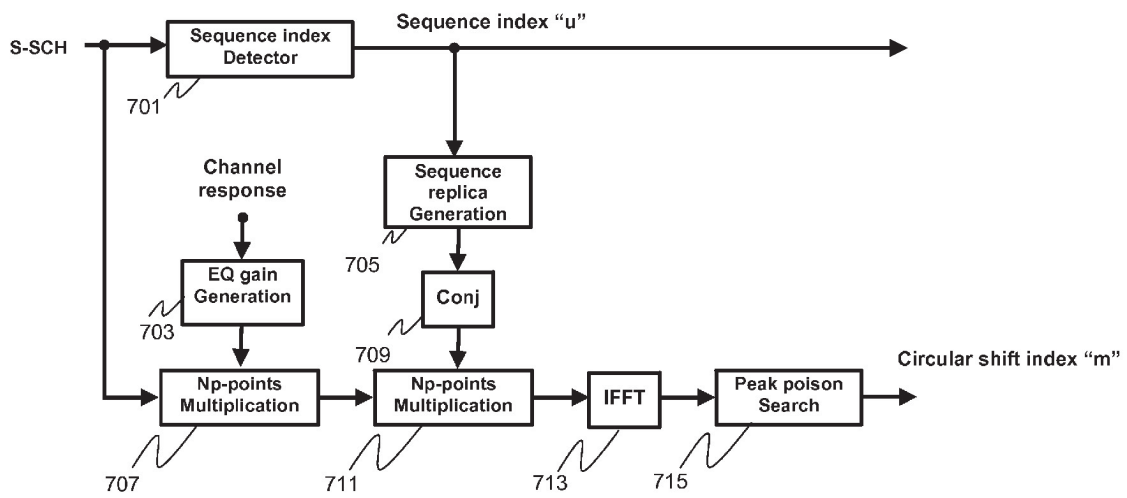 Sequence index “u”
S-SCH
Sequence index
Detector
701
Channel
response
Sequence
replica
Generation
705
EQ gain
Generation
703
Conj
709
Circular shift index “m”
Np-points
Multiplication
Np-points
Multiplication
IFFT
Peak poison
Search
707
711
713
715